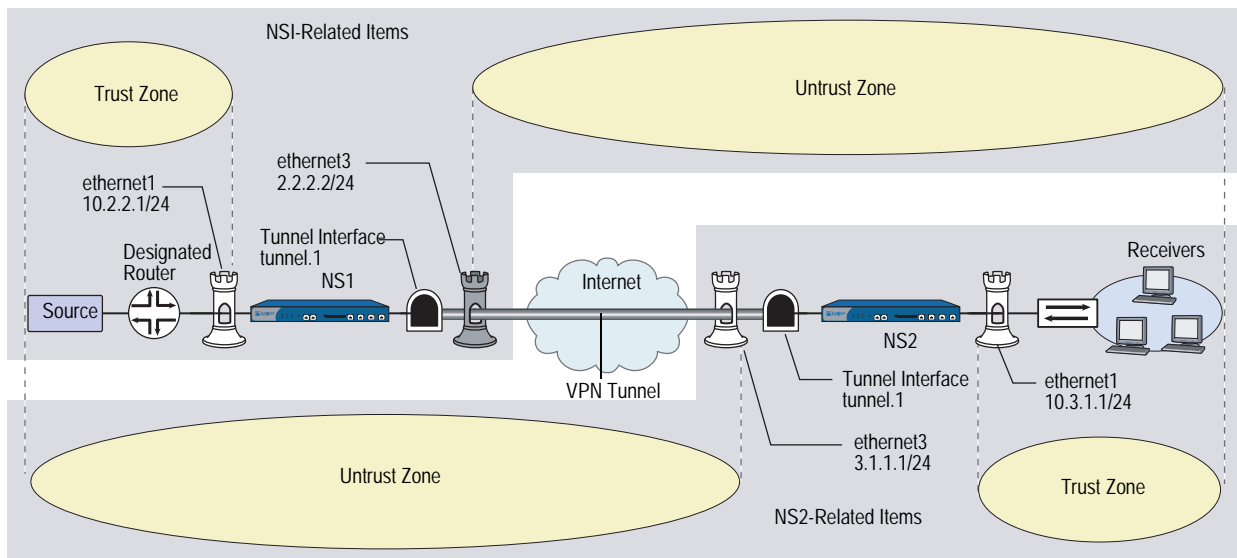 NSI-Related Items
Trust Zone
Untrust Zone
ethernet3
2.2.2.2/24
ethernet1
10.2.2.1/24
Designated
Router
Tunnel Interface
tunnel.1
NS1
Source
Internet
VPN Tunnel
Receivers
NS2
Tunnel Interface
tunnel.1
ethernet1
10.3.1.1/24
ethernet3
3.1.1.1/24
Untrust Zone
Trust Zone
NS2-Related Items